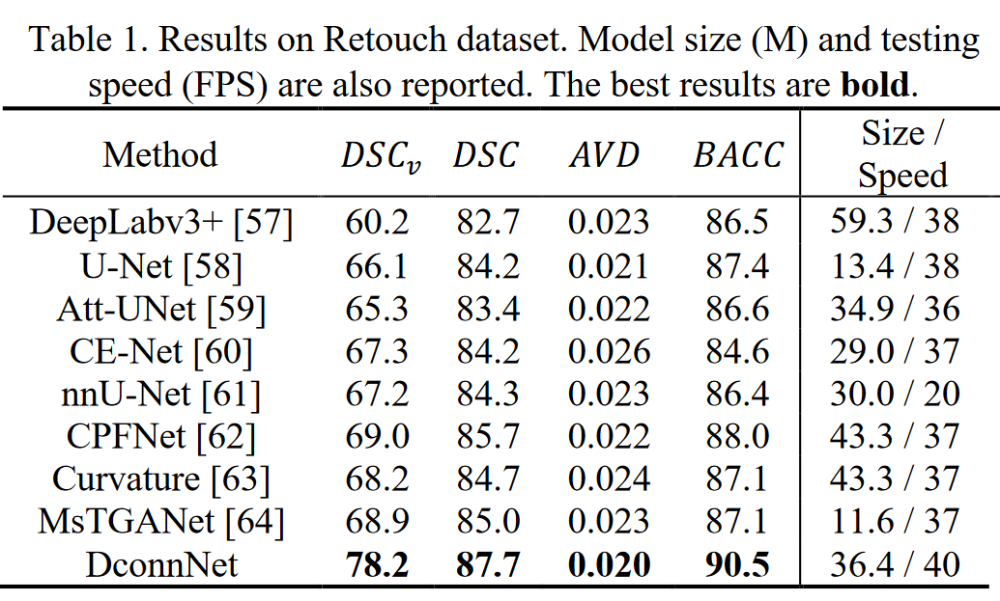 Table 1. Results on Retouch dataset. Model size (M) and testing
speed (FPS) are also reported. The best results are bold.
Method DSCv DSC AVD BACC Size /
Speed
DeepLabv3+ [57] 60.2 82.7 0.023 86.5 59.3 / 38
U-Net [58] 66.1 84.2 0.021 87.4 13.4 / 38
Att-UNet [59] 65.3 83.4 0.022 86.6 34.9 / 36
CE-Net [60] 67.3 84.2 0.026 84.6 29.0 / 37
nnU-Net [61] 67.2 84.3 0.023 86.4 30.0 / 20
CPFNet [62] 69.0 85.7 0.022 88.0 43.3 / 37
Curvature [63] 68.2 84.7 0.024 87.1 43.3 / 37
MsTGANet [64] 68.9 85.0 0.023 87.1 11.6 / 37
DconnNet 78.2 87.7 0.020 90.5 36.4 / 40